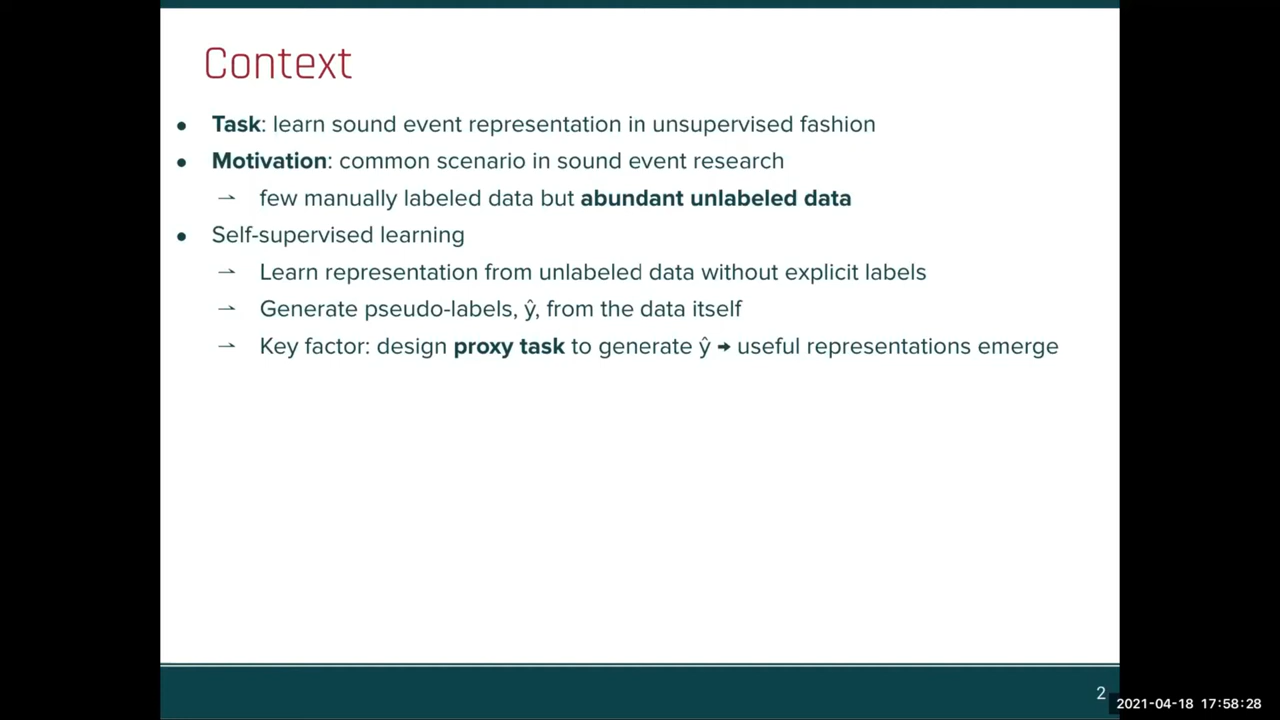 Context
● Task: learn sound event representation in unsupervised fashion
● Motivation: common scenario in sound event research
⇀ few manually labeled data but abundant unlabeled data
● Self-supervised learning
⇀ Learn representation from unlabeled data without explicit labels
⇀ Generate pseudo-labels, ŷ, from the data itself
⇀ Key factor: design proxy task to generate ŷ → useful representations emerge
2
2021-04-18 17:58:28